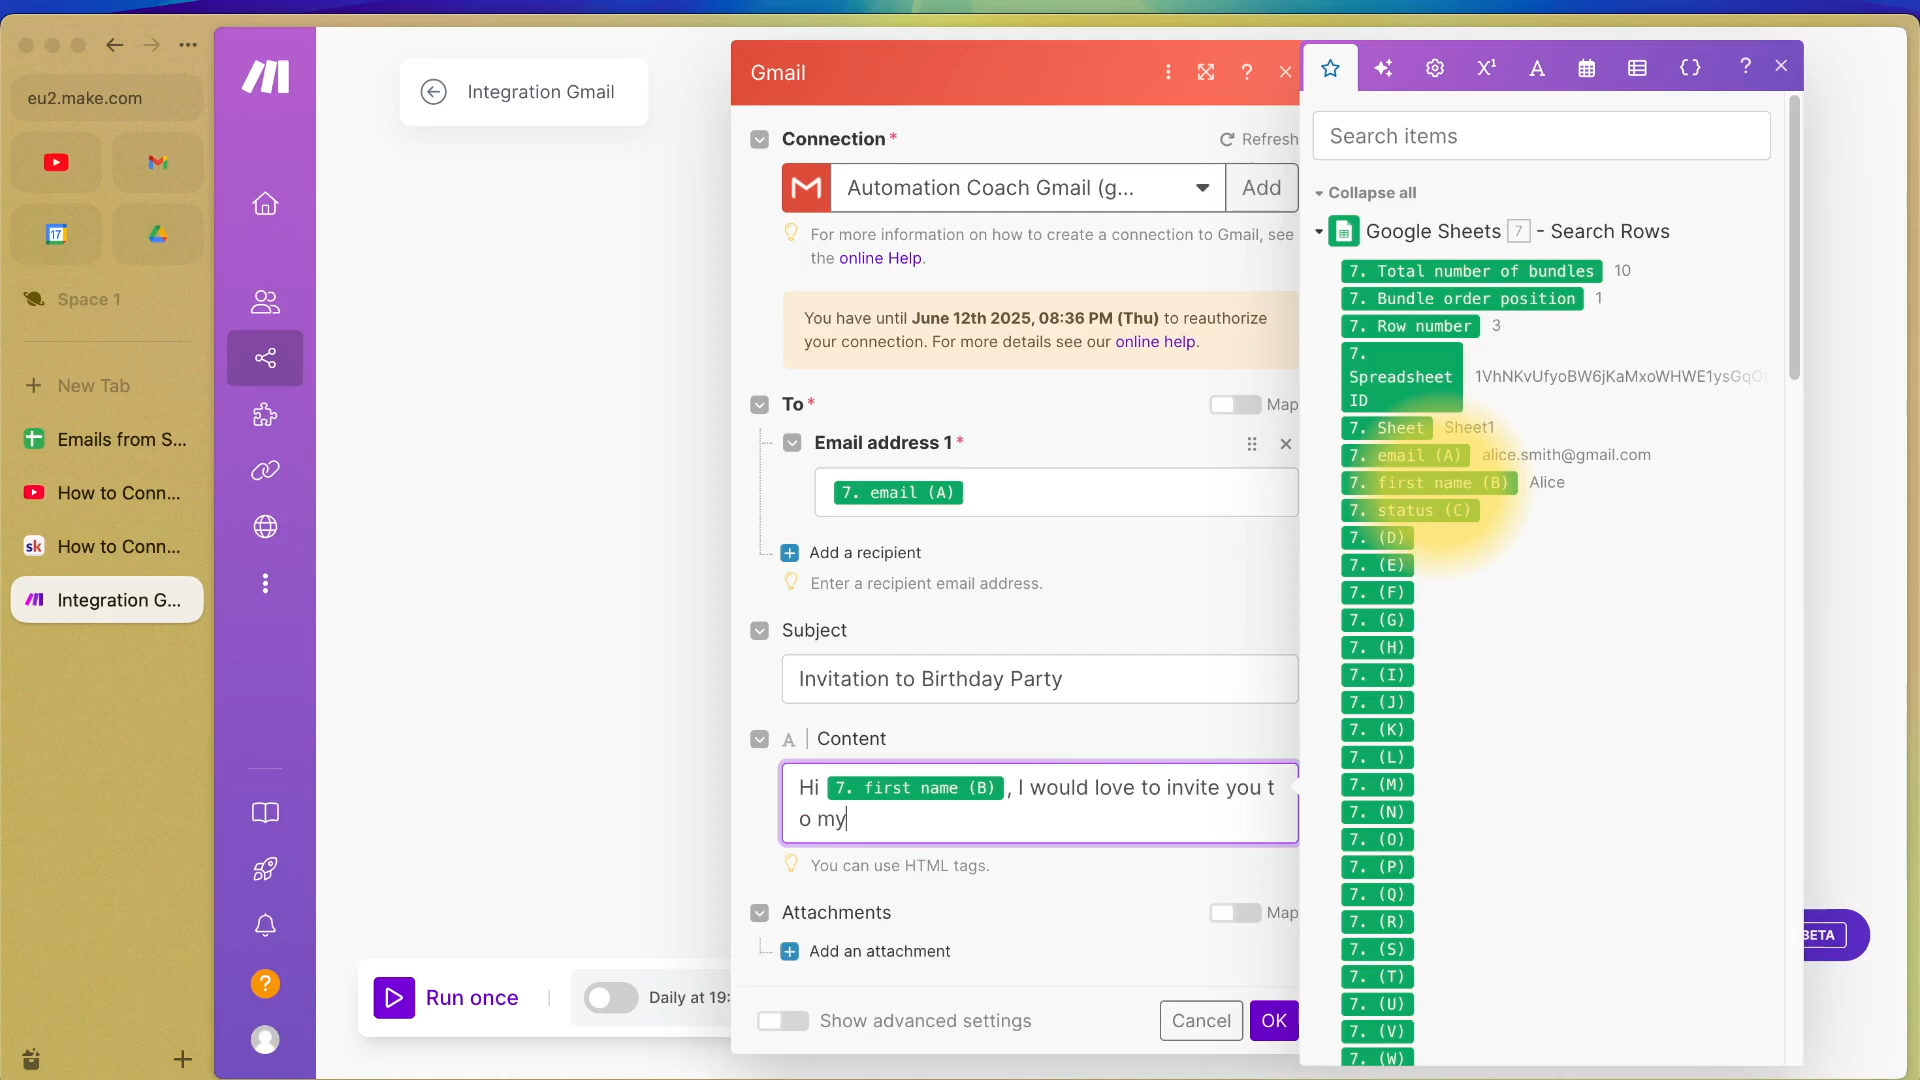 eu2.make.com
17
Space 1
New Tab
Emails from S...
How to Conn...
sk
How to Conn...
Integration G...
?
Integration Gmail
Run once
Daily at 19:
Gmail
?
Connection *
Refresh
Automation Coach Gmail (g...
Add
For more information on how to create a connection to Gmail, see
the online Help.
You have until June 12th 2025, 08:36 PM (Thu) to reauthorize
your connection. For more details see our online help.
To *
Map
Email address 1 *
7. email (A)
Add a recipient
Enter a recipient email address.
Subject
Invitation to Birthday Party
A | Content
Hi 7. first name (B) , I would love to invite you t
o my
You can use HTML tags.
Attachments
Map
Add an attachment
Show advanced settings
Cancel
OK
X¹
A
?
Search items
Collapse all
Google Sheets 7 - Search Rows
7. Total number of bundles 10
7. Bundle order position 1
7. Row number 3
7.
Spreadsheet 1VhNKvUfyoBW6jKaMxoWHWE1ysGqO
ID
7. Sheet Sheet1
7. email (A) alice.smith@gmail.com
7. first name (B) Alice
7. status (C)
7. (D)
7. (E)
7. (F)
7. (G)
7. (H)
7. (I)
7. (J)
7. (K)
7. (L)
7. (M)
7. (N)
7. (O)
7. (P)
7. (Q)
7. (R)
7. (S)
7. (T)
7. (U)
7. (V)
7. (W)
BETA